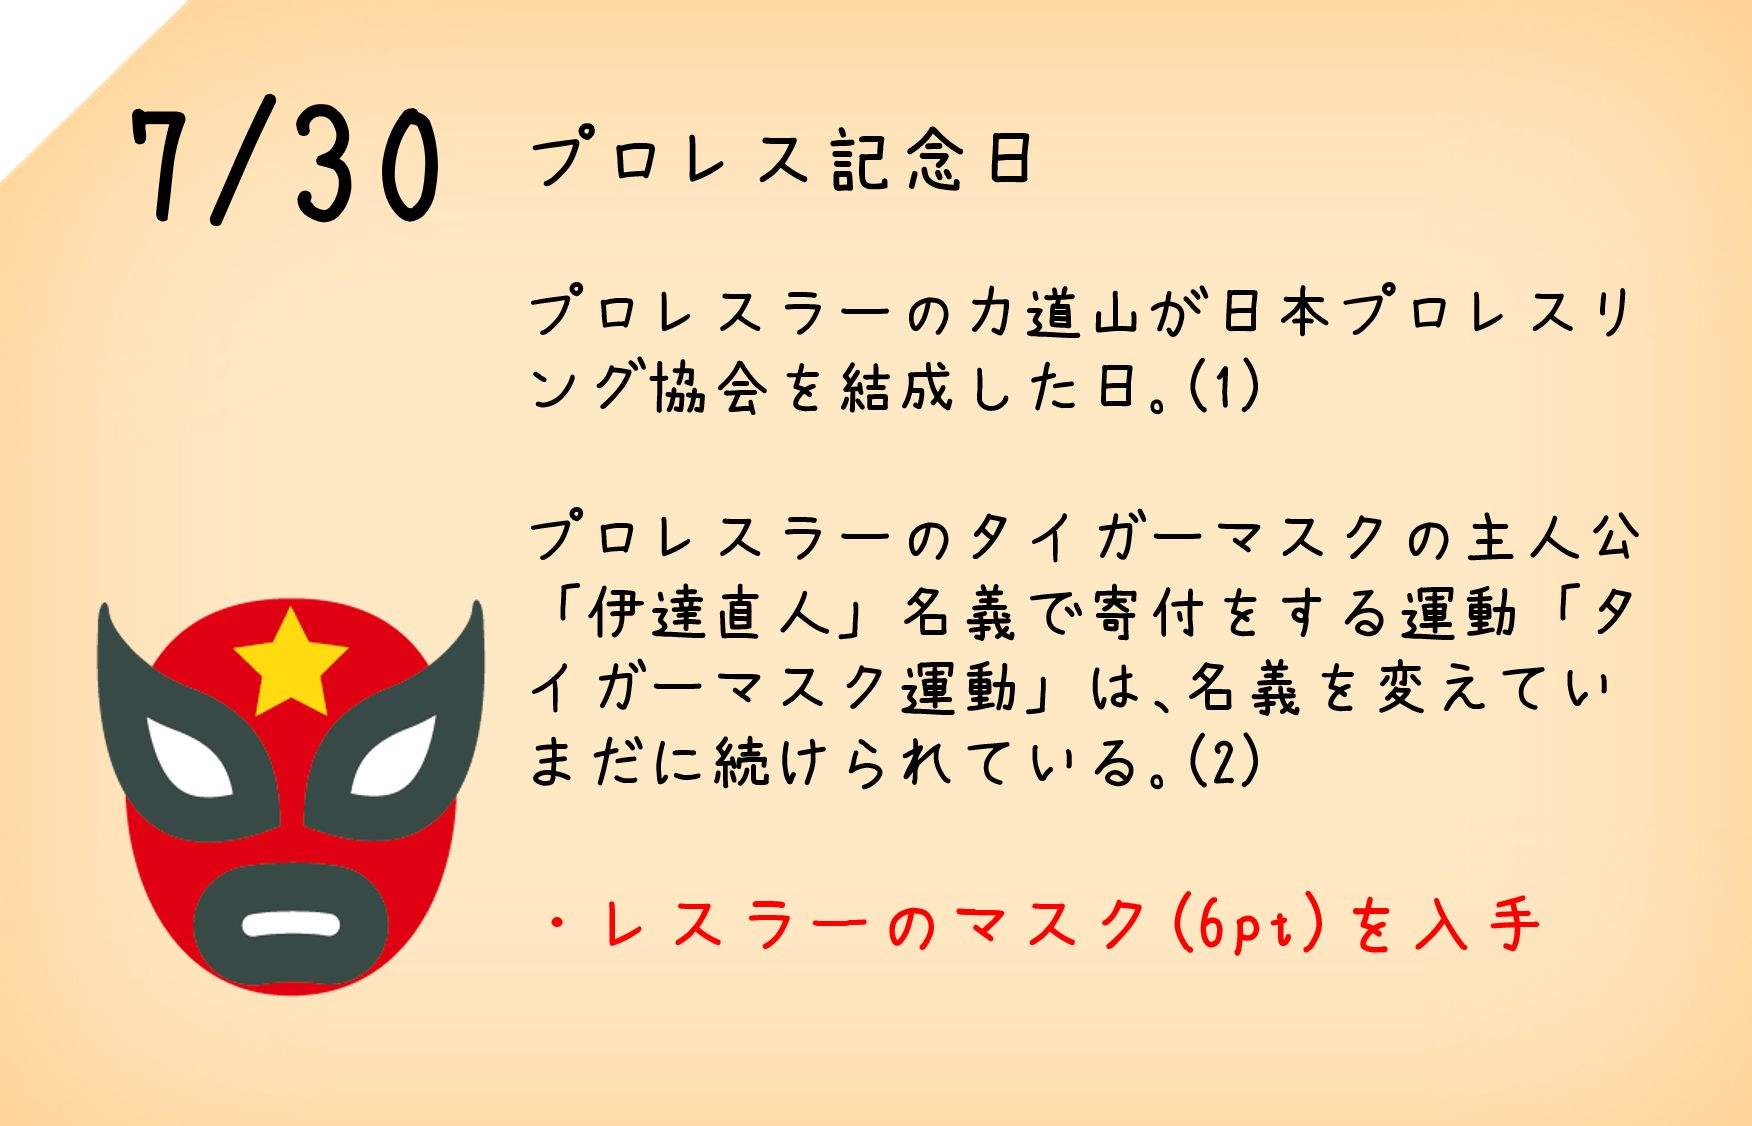 7/30 プロレス記念日
プロレスラーの力道山が日本プロレスリ
ング協会を結成した日。(1)
プロレスラーのタイガーマスクの主人公
「伊達直人」名義で寄付をする運動「タ
イガーマスク運動」は、名義を変えてい
まだに続けられている。(2)
・レスラーのマスク(6pt)を入手